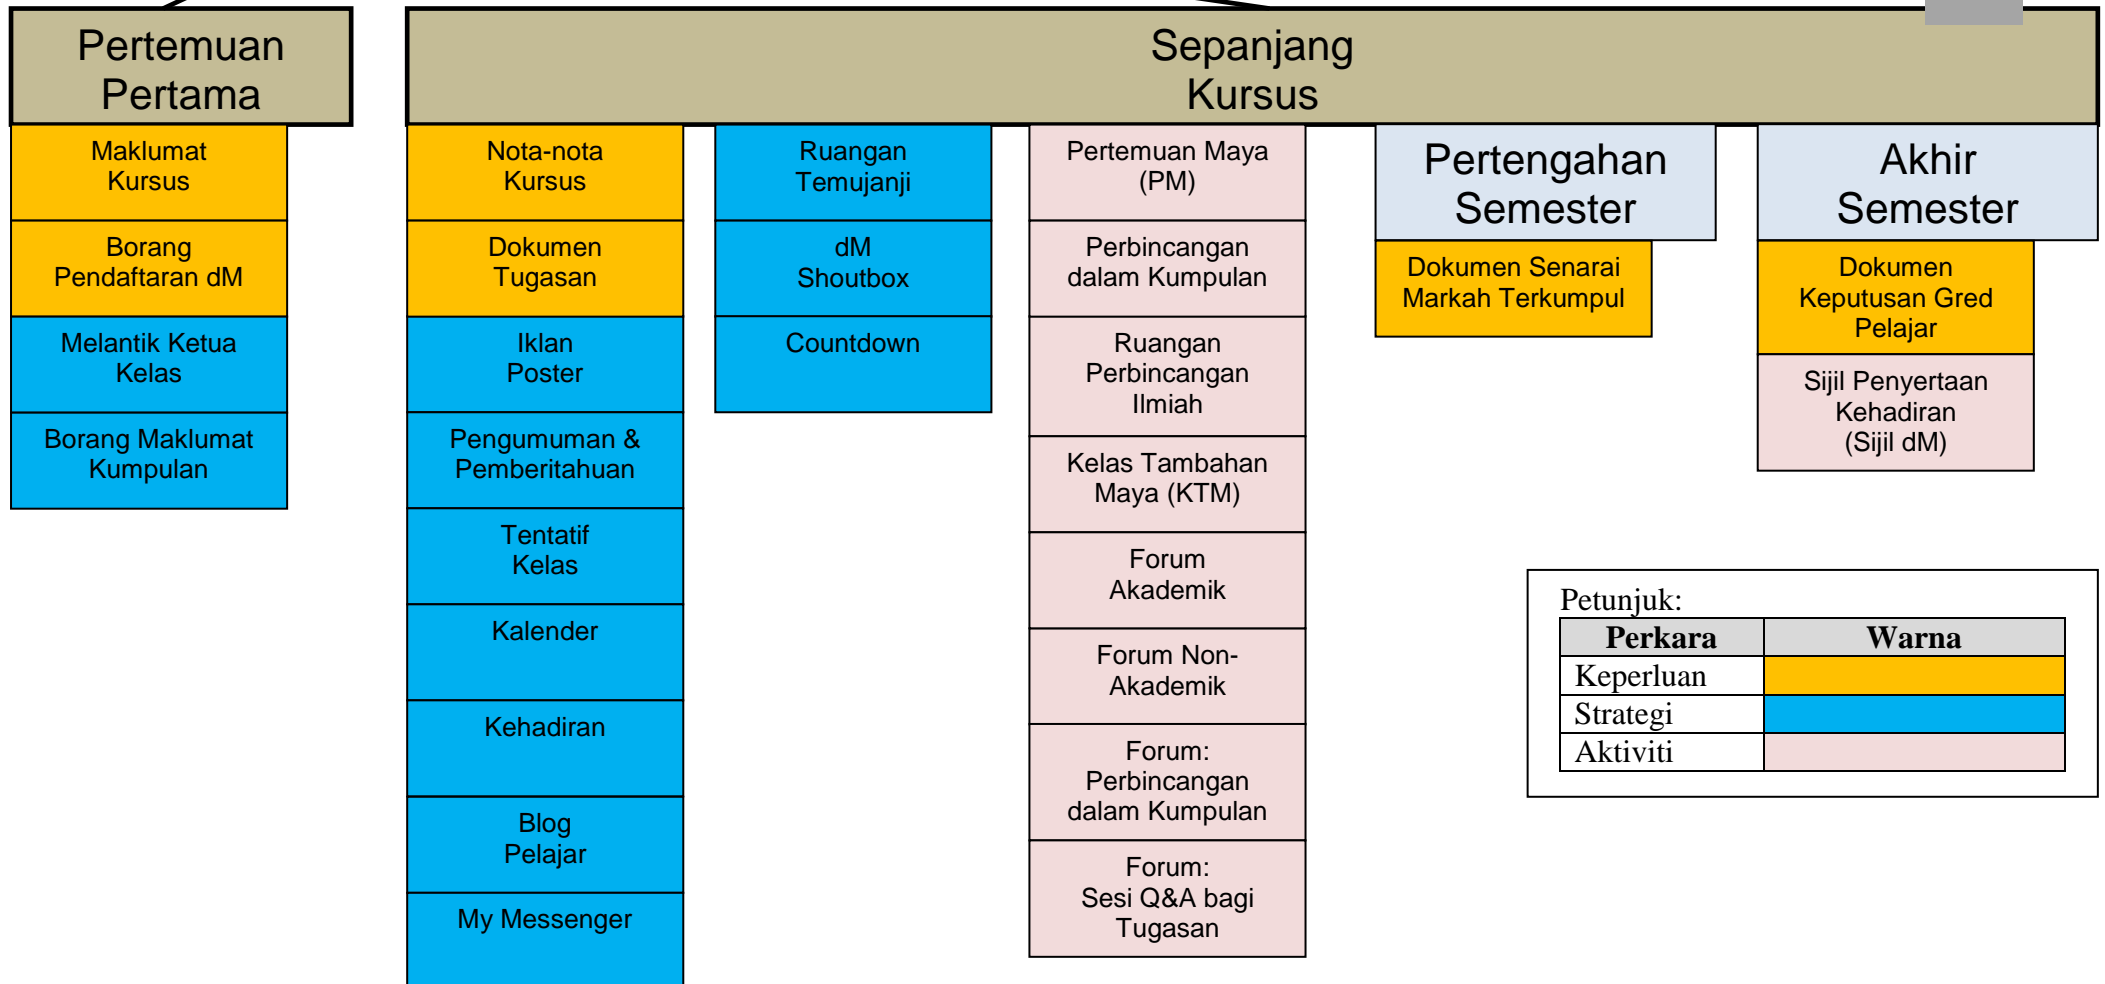 Pertemuan
Pertama
Maklumat
Kursus
Borang
Pendaftaran dM
Melantik Ketua
Kelas
Borang Maklumat
Kumpulan
Sepanjang
Kursus
Nota-nota
Kursus
Dokumen
Tugasan
Iklan
Poster
Pengumuman &
Pemberitahuan
Tentatif
Kelas
Kalender
Kehadiran
Blog
Pelajar
My Messenger
Ruangan
Temujanji
dM
Shoutbox
Countdown
Pertemuan Maya
(PM)
Perbincangan
dalam Kumpulan
Ruangan
Perbincangan
Ilmiah
Kelas Tambahan
Maya (KTM)
Forum
Akademik
Forum Non-
Akademik
Forum:
Perbincangan
dalam Kumpulan
Forum:
Sesi Q&A bagi
Tugasan
Pertengahan
Semester
Dokumen Senarai
Markah Terkumpul
Akhir
Semester
Dokumen
Keputusan Gred
Pelajar
Sijil Penyertaan
Kehadiran
(Sijil dM)
Petunjuk:
Perkara Warna
Keperluan
Strategi
Aktiviti